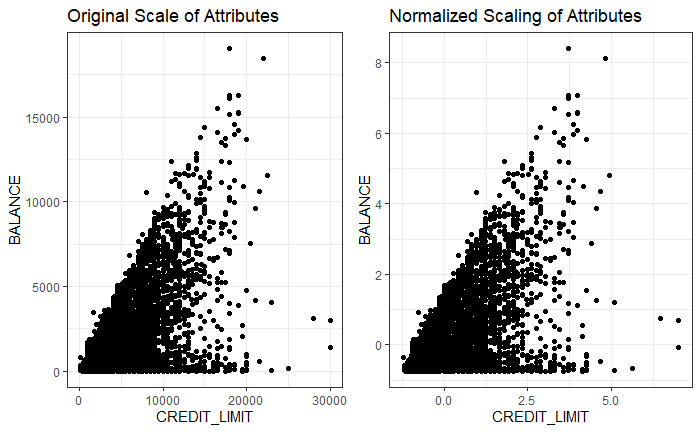 Original Scale of Attributes
BALANCE
15000
10000
5000
0
0
10000
20000
30000
CREDIT_LIMIT
Normalized Scaling of Attributes
BALANCE
8
6
4
2
0
0.0
2.5
5.0
CREDIT_LIMIT